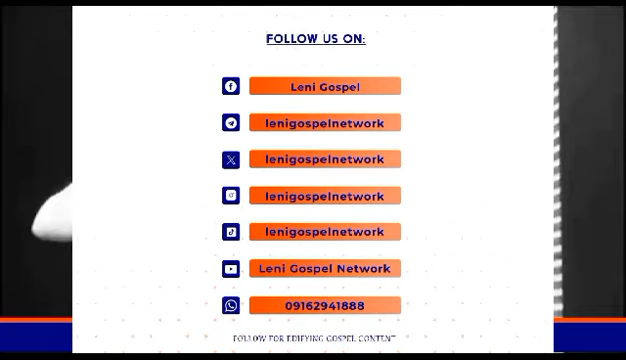 FOLLOW US ON:
Leni Gospel
lenigospelnetwork
lenigospelnetwork
lenigospelnetwork
lenigospelnetwork
Leni Gospel Network
09162941888
FOLLOW FOR EDIFYING GOSPEL CONTENT